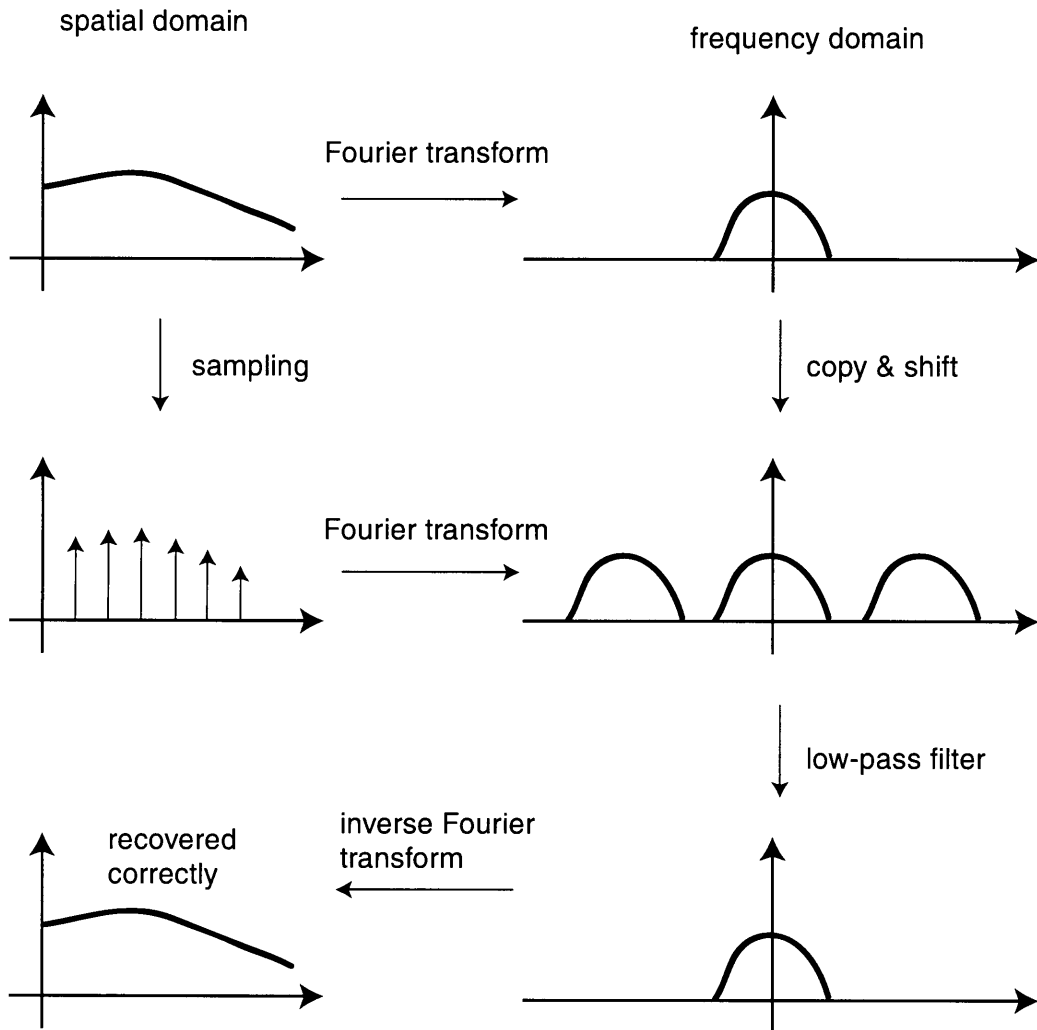 spatial domain
frequency domain
Fourier transform
sampling
copy & shift
Fourier transform
low-pass filter
recovered
correctly
inverse Fourier
transform